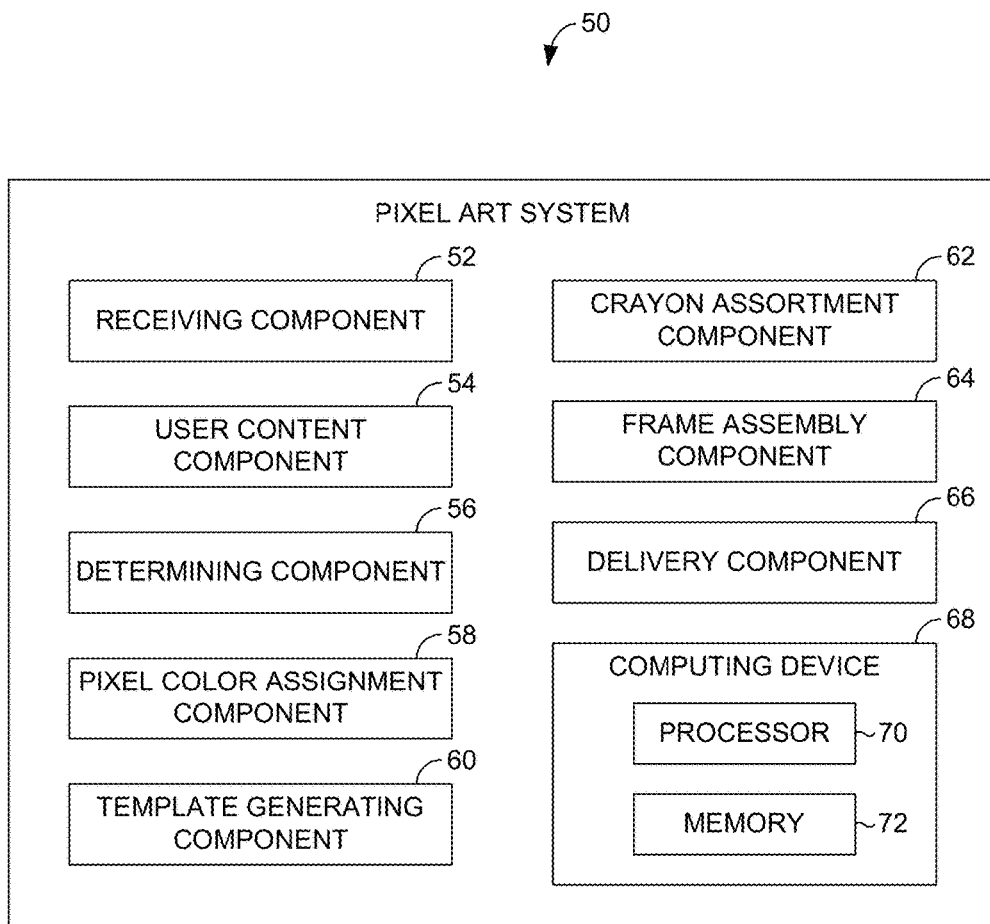 50
PIXEL ART SYSTEM
52
RECEIVING COMPONENT
54
USER CONTENT
COMPONENT
56
DETERMINING COMPONENT
58
PIXEL COLOR ASSIGNMENT
COMPONENT
60
TEMPLATE GENERATING
COMPONENT
62
CRAYON ASSORTMENT
COMPONENT
64
FRAME ASSEMBLY
COMPONENT
66
DELIVERY COMPONENT
68
COMPUTING DEVICE
PROCESSOR
70
MEMORY
72